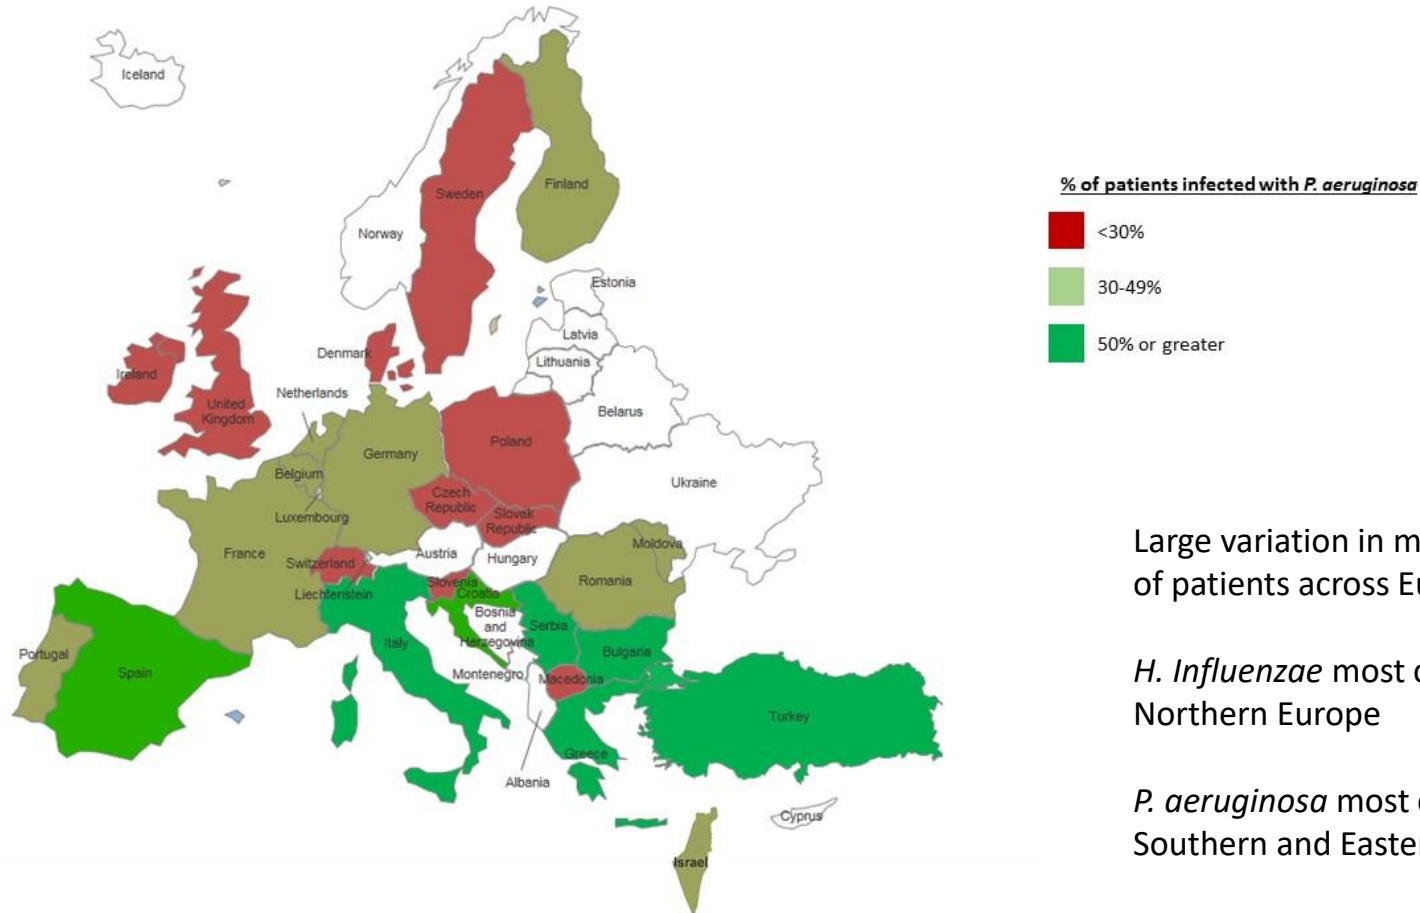 Iceland
Sweden
Finland
Norway
Estonia
Latvia
Lithuania
Denmark
Ireland
United
Kingdom
Netherlands
Belarus
Poland
Germany
Belgium
Ukraine
Czech
Republic
Slovak
Republic
Luxembourg
Moldova
France
Austria
Hungary
Switzerland
Romania
Slovenia
Croatia
Liechtenstein
Bosnia
and
Herzegovina
Serbia
Italy
Bulgaria
Portugal
Spain
Montenegro
Macedonia
Turkey
Greece
Albania
Cyprus
Israel
% of patients infected with P. aeruginosa
<30%
30-49%
50% or greater
Large variation in m
of patients across Eu
H. Influenzae most c
Northern Europe
P. aeruginosa most c
Southern and Easter